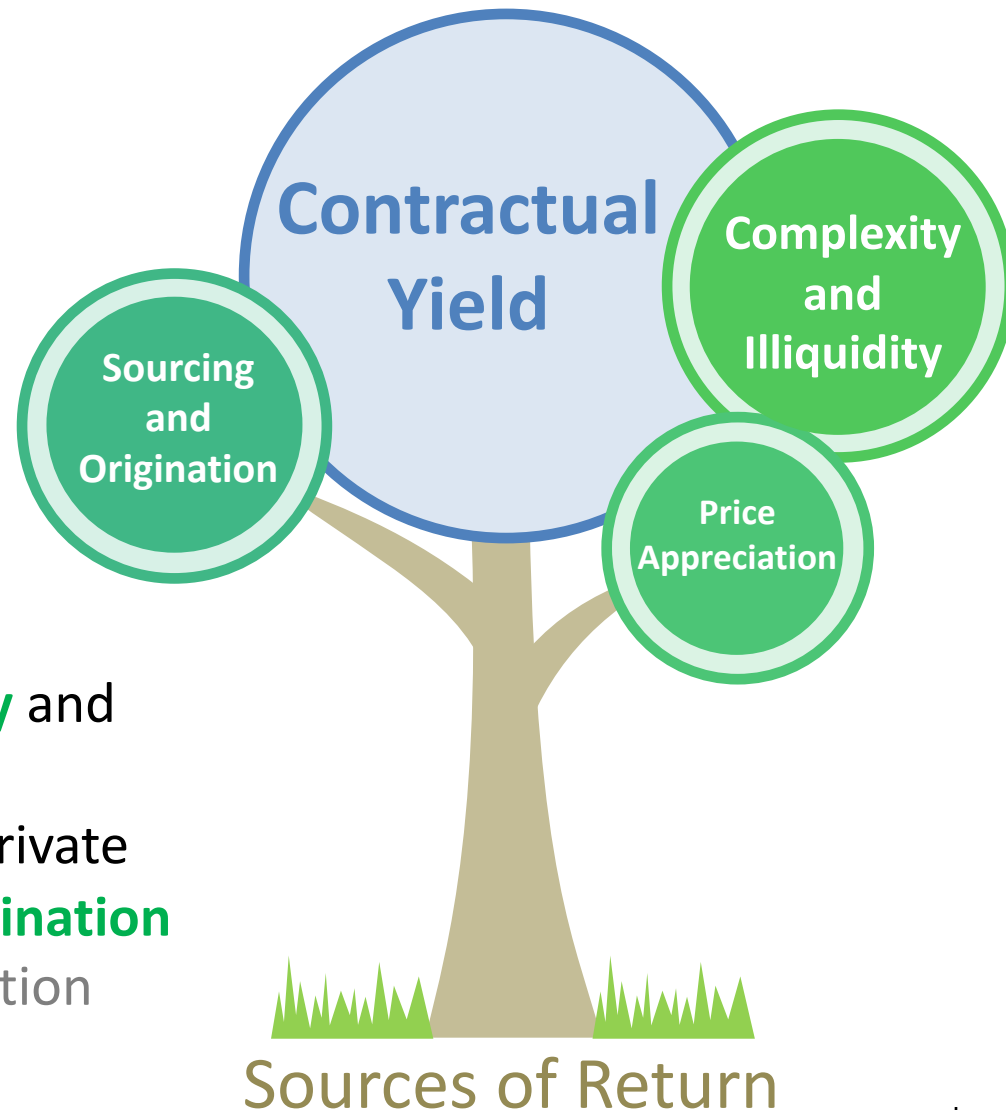 Contractual
Yield
Complexity
and
Illiquidity
Sourcing
and
Origination
Price
Appreciation
y and
rivate
ination
tion
Sources of Return